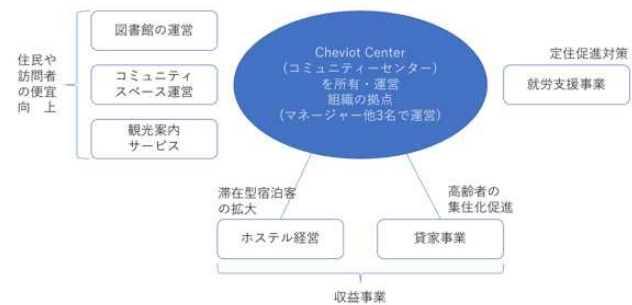 図書館の運営
住民や
訪問者
の便宜
向　上
コミュニティ
スペース運営
観光案内
サービス
Cheviot Center
(コミュニティーセンター)
を所有・運営
組織の拠点
(マネージャー他3名で運営)
定住促進対策
就労支援事業
滞在型宿泊客
の拡大
ホステル経営
高齢者の
集住化促進
貸家事業
収益事業